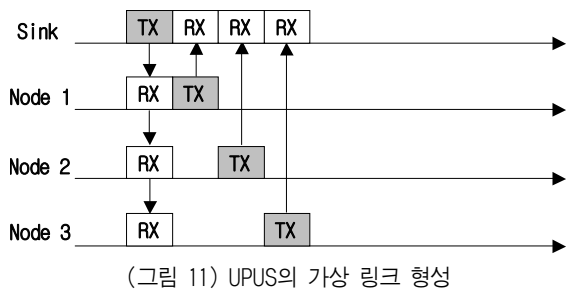 Sink TX RX RX RX
Node 1 RX TX
Node 2 RX TX
Node 3 RX TX
(그림 11) UPUS의 가상 링크 형성